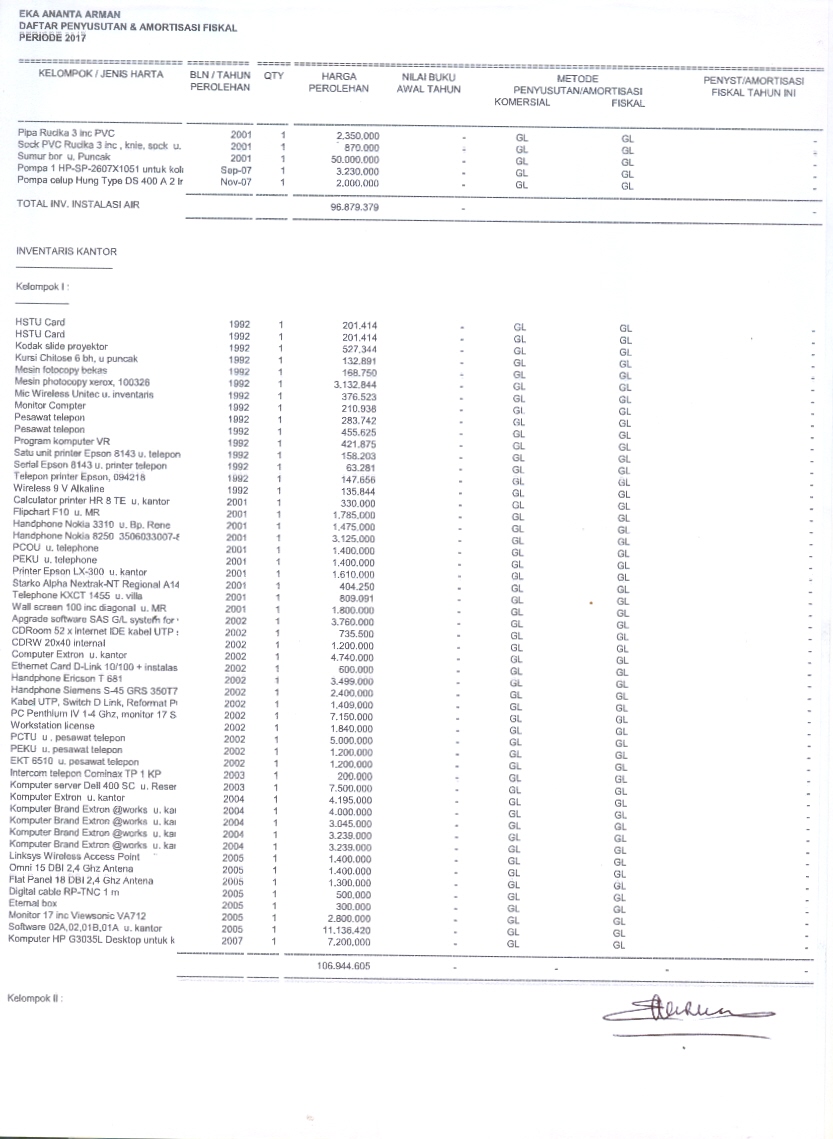 EKA ANANTA ARMAN
DAFTAR PENYUSUTAN & AMORTISASI FISKAL
PERIODE 2017
KELOMPOK / JENIS HARTA BLN / TAHUN QTY HARGA NILAI BUKU METODE PENYUST/AMORTISASI
PEROLEHAN PEROLEHAN AWAL TAHUN PENYUSUTAN/AMORTISASI FISKAL TAHUN INI
KOMERSIAL FISKAL
Pipa Rucika 3 inc PVC 2001 1 2,350.000 - GL GL -
Sock PVC Rucika 3 inc , knie, sock u. 2001 1 870.000 - GL GL -
Sumur bor u. Puncak 2001 1 50.000.000 - GL GL -
Pompa 1 HP-SP-2607X1051 untuk koli Sep-07 1 3.230.000 - GL GL -
Pompa celup Hung Type DS 400 A 2 Ir Nov-07 1 2.000.000 - GL GL -
TOTAL INV. INSTALASI AIR 96.879.379 - -
INVENTARIS KANTOR
Kelompok I :
HSTU Card 1992 1 201.414 - GL GL -
HSTU Card 1992 1 201.414 - GL GL -
Kodak slide proyektor 1992 1 527,344 - GL GL -
Kursi Chitose 6 bh, u puncak 1992 1 132.891 - GL GL -
Mesin fotocopy bekas 1992 1 168.750 - GL GL -
Mesin photocopy xerox, 100326 1992 1 3.132.844 - GL GL -
Mic Wireless Unitec u. inventaris 1992 1 376.523 - GL GL -
Monitor Compter 1992 1 210.938 - GL GL -
Pesawat telepon 1992 1 283.742 - GL GL -
Pesawat telepon 1992 1 455.625 - GL GL -
Program komputer VR 1992 1 421.875 - GL GL -
Satu unit printer Epson 8143 u. telepon 1992 1 158.203 - GL GL -
Serial Epson 8143 u. printer telepon 1992 1 63.281 - GL GL -
Telepon printer Epson, 094218 1992 1 147.656 - GL GL -
Wireless 9 V Alkaline 1992 1 135.844 - GL GL -
Calculator printer HR 8 TE u. kantor 2001 1 330.000 - GL GL -
Flipchart F10 u. MR 2001 1 1,785,000 - GL GL -
Handphone Nokia 3310 u. Bp. Rene 2001 1 1,475.000 - GL GL -
Handphone Nokia 8250 3506033007-8 2001 1 3.125.000 - GL GL -
PCOU u. telephone 2001 1 1.400.000 - GL GL -
PEKU u. telephone 2001 1 1.400.000 - GL GL -
Printer Epson LX-300 u. kantor 2001 1 1.610.000 - GL GL -
Starko Alpha Nextrak-NT Regional A14 2001 1 404.250 - GL GL -
Telephone KXCT 1455 u. villa 2001 1 809.091 - GL GL -
Wall screen 100 inc diagonal u. MR 2001 1 1.800.000 - GL GL -
Apgrade software SAS G/L system for 2002 1 3.760.000 - GL GL -
CDRoom 52 x internet IDE kabel UTP 2002 1 735.500 - GL GL -
CDRW 20x40 internal 2002 1 1.200.000 - GL GL -
Computer Extron u. kantor 2002 1 4.740.000 - GL GL -
Ethernet Card D-Link 10/100 + instalas 2002 1 600.000 - GL GL -
Handphone Ericson T 681 2002 1 3.499.000 - GL GL -
Handphone Siemens S-45 GRS 350T7 2002 1 2,400.000 - GL GL -
Kabel UTP, Switch D Link, Reformat P 2002 1 1,409.000 - GL GL -
PC Penthium IV 1-4 Ghz, monitor 17 S 2002 1 7.150.000 - GL GL -
Workstation license 2002 1 1.840.000 - GL GL -
PCTU u . pesawat telepon 2002 1 5.000.000 - GL GL -
PEKU u. pesawat telepon 2002 1 1.200.000 - GL GL -
EKT 6510 u. pesawat telepon 2002 1 1.200.000 - GL GL -
Intercom telepon Cominax TP 1 KP 2003 1 200.000 - GL GL -
Komputer server Dell 400 SC u. Reser 2003 1 7.500.000 - GL GL -
Komputer Extron u. kantor 2004 1 4.195.000 - GL GL -
Komputer Brand Extron @works u. kai 2004 1 4.000.000 - GL GL -
Komputer Brand Extron @works u. kai 2004 1 3.045.000 - GL GL -
Komputer Brand Extron @works u. kai 2004 1 3.239.000 - GL GL -
Komputer Brand Extron @works u. kai 2004 1 3.239.000 - GL GL -
Linksys Wireless Access Point 2005 1 1.400.000 - GL GL -
Omni 15 DBI 2,4 Ghz Antena 2005 1 1.400.000 - GL GL -
Flat Panel 18 DBI 2,4 Ghz Antena 2005 1 1.300.000 - GL GL -
Digital cable RP-TNC 1 m 2005 1 500,000 - GL GL -
Eternal box 2005 1 300.000 - GL GL -
Monitor 17 inc Viewsonic VA712 2005 1 2.800.000 - GL GL -
Software 02A,02,01B,01A u. kantor 2005 1 11.136.420 - GL GL -
Komputer HP G3035L Desktop untuk k 2007 1 7,200,000 - GL GL -
106.944.605 - - - -
Kelompok II :